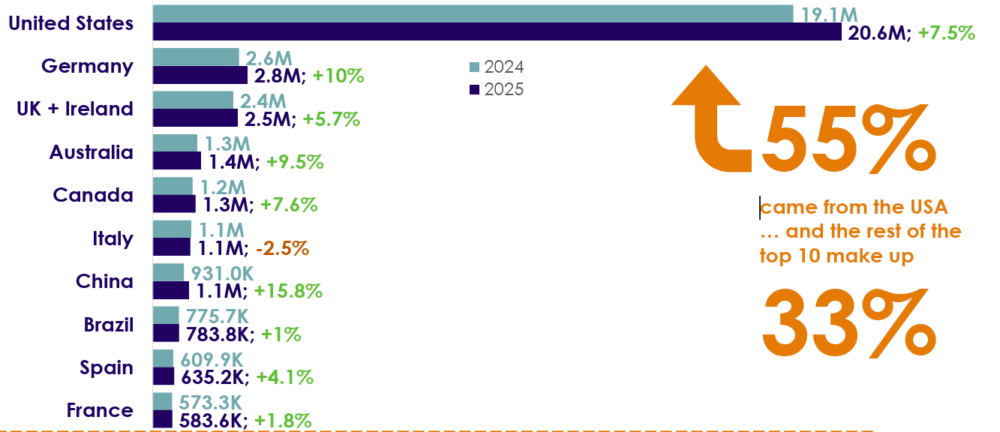 United States
19.1M
20.6M; +7.5%
Germany
2.6M
2.8M; +10%
2024
2025
UK + Ireland
2.4M
2.5M; +5.7%
Australia
1.3M
1.4M; +9.5%
Canada
1.2M
1.3M; +7.6%
Italy
1.1M
1.1M; -2.5%
China
931.0K
1.1M; +15.8%
Brazil
775.7K
783.8K; +1%
Spain
609.9K
635.2K; +4.1%
France
573.3K
583.6K; +1.8%
55%
came from the USA
... and the rest of the
top 10 make up
33%